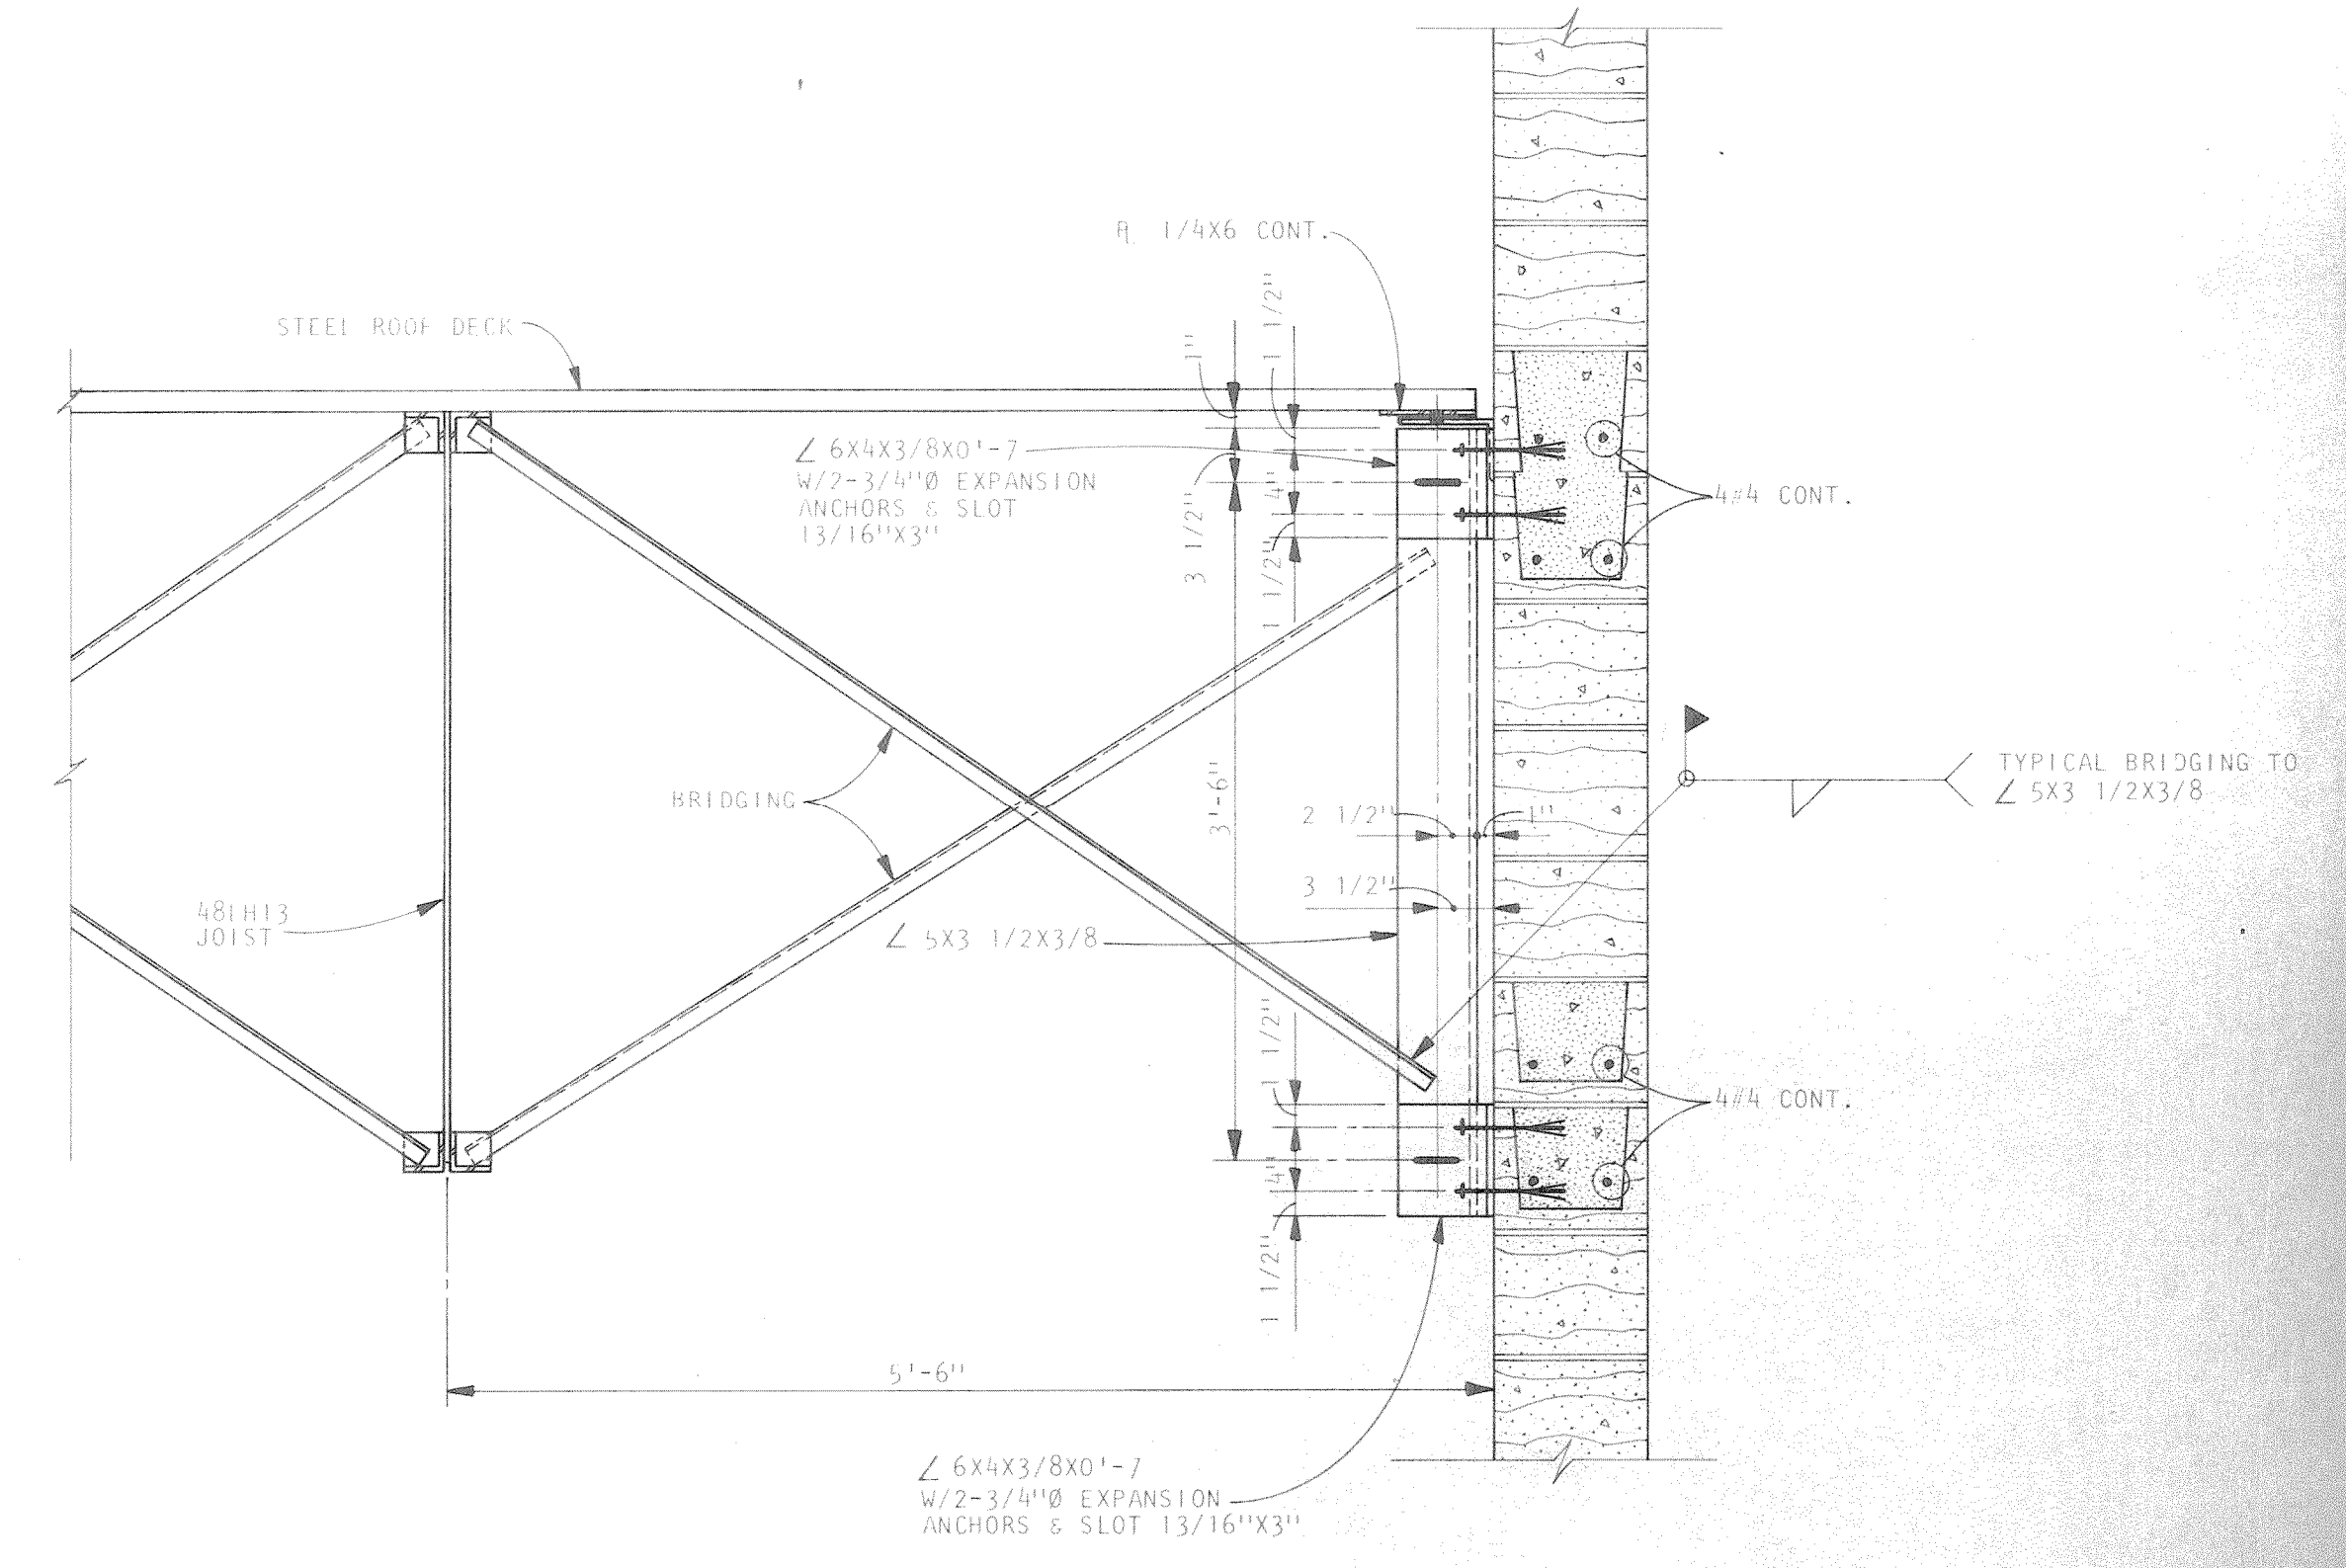 ℄ 1/4X6 CONT.
STEEL ROOF DECK
1"
1 1/2"
∠ 6X4X3/8X0'-7
W/2-3/4"Ø EXPANSION
ANCHORS & SLOT
13/16"X3"
3 1/2"
4"
1 1/2"
4#4 CONT.
BRIDGING
3'-6"
2 1/2"
1"
TYPICAL BRIDGING TO
∠ 5X3 1/2X3/8
3 1/2"
48LH13
JOIST
∠ 5X3 1/2X3/8
1 1/2"
4#4 CONT.
4"
1 1/2"
5'-6"
∠ 6X4X3/8X0'-7
W/2-3/4"Ø EXPANSION
ANCHORS & SLOT 13/16"X3"